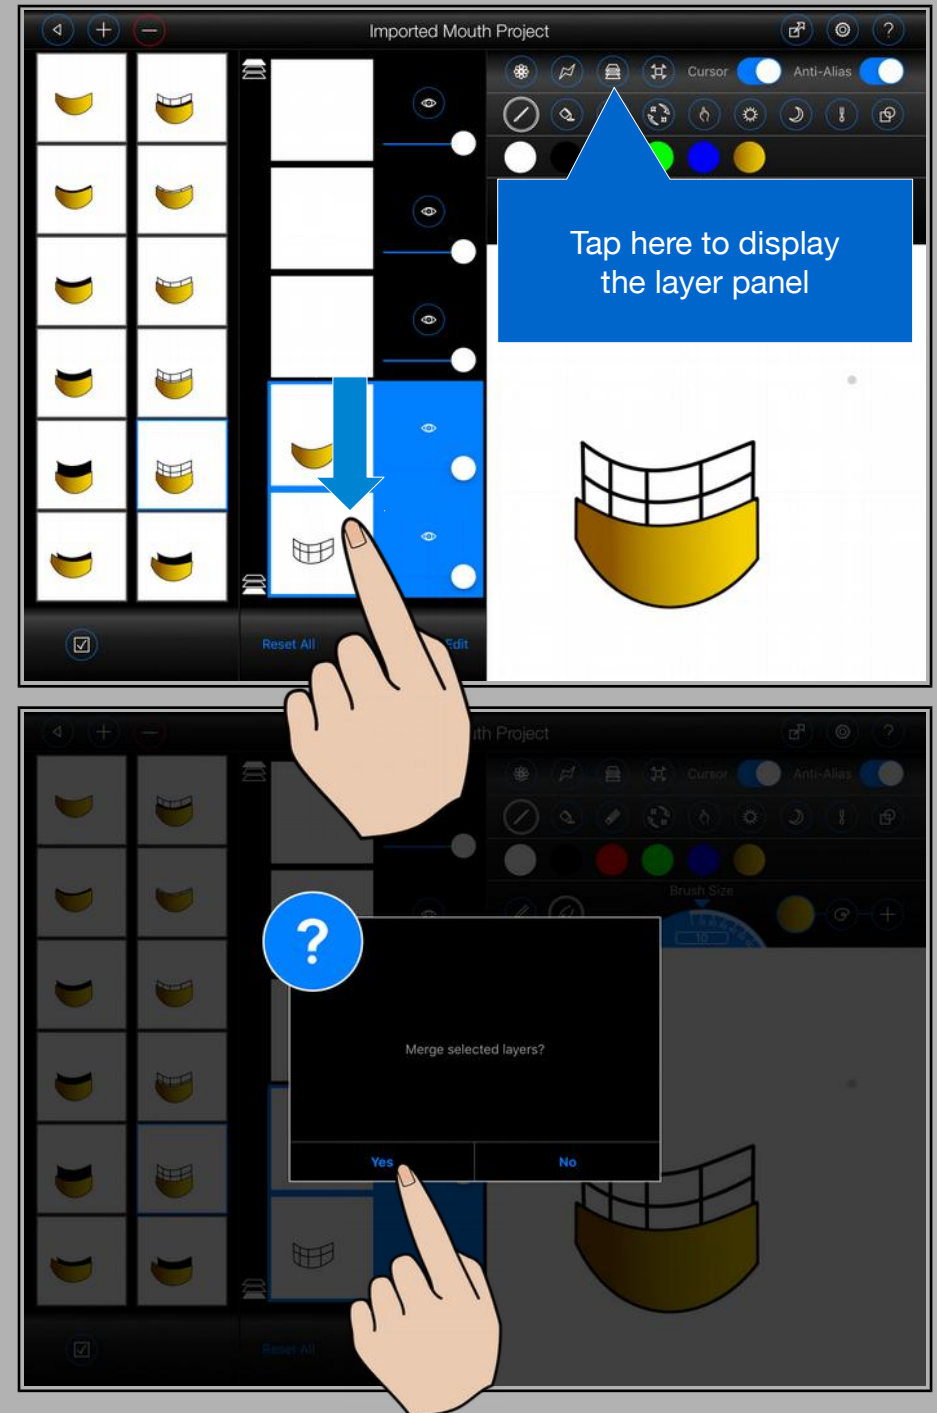 Imported Mouth Project
?
Cursor
Anti-Alias
Tap here to display
the layer panel
Reset All
Edit
uth Project
?
Cursor
Anti-Alias
Brush Size
10
?
Merge selected layers?
Yes
No
Reset All